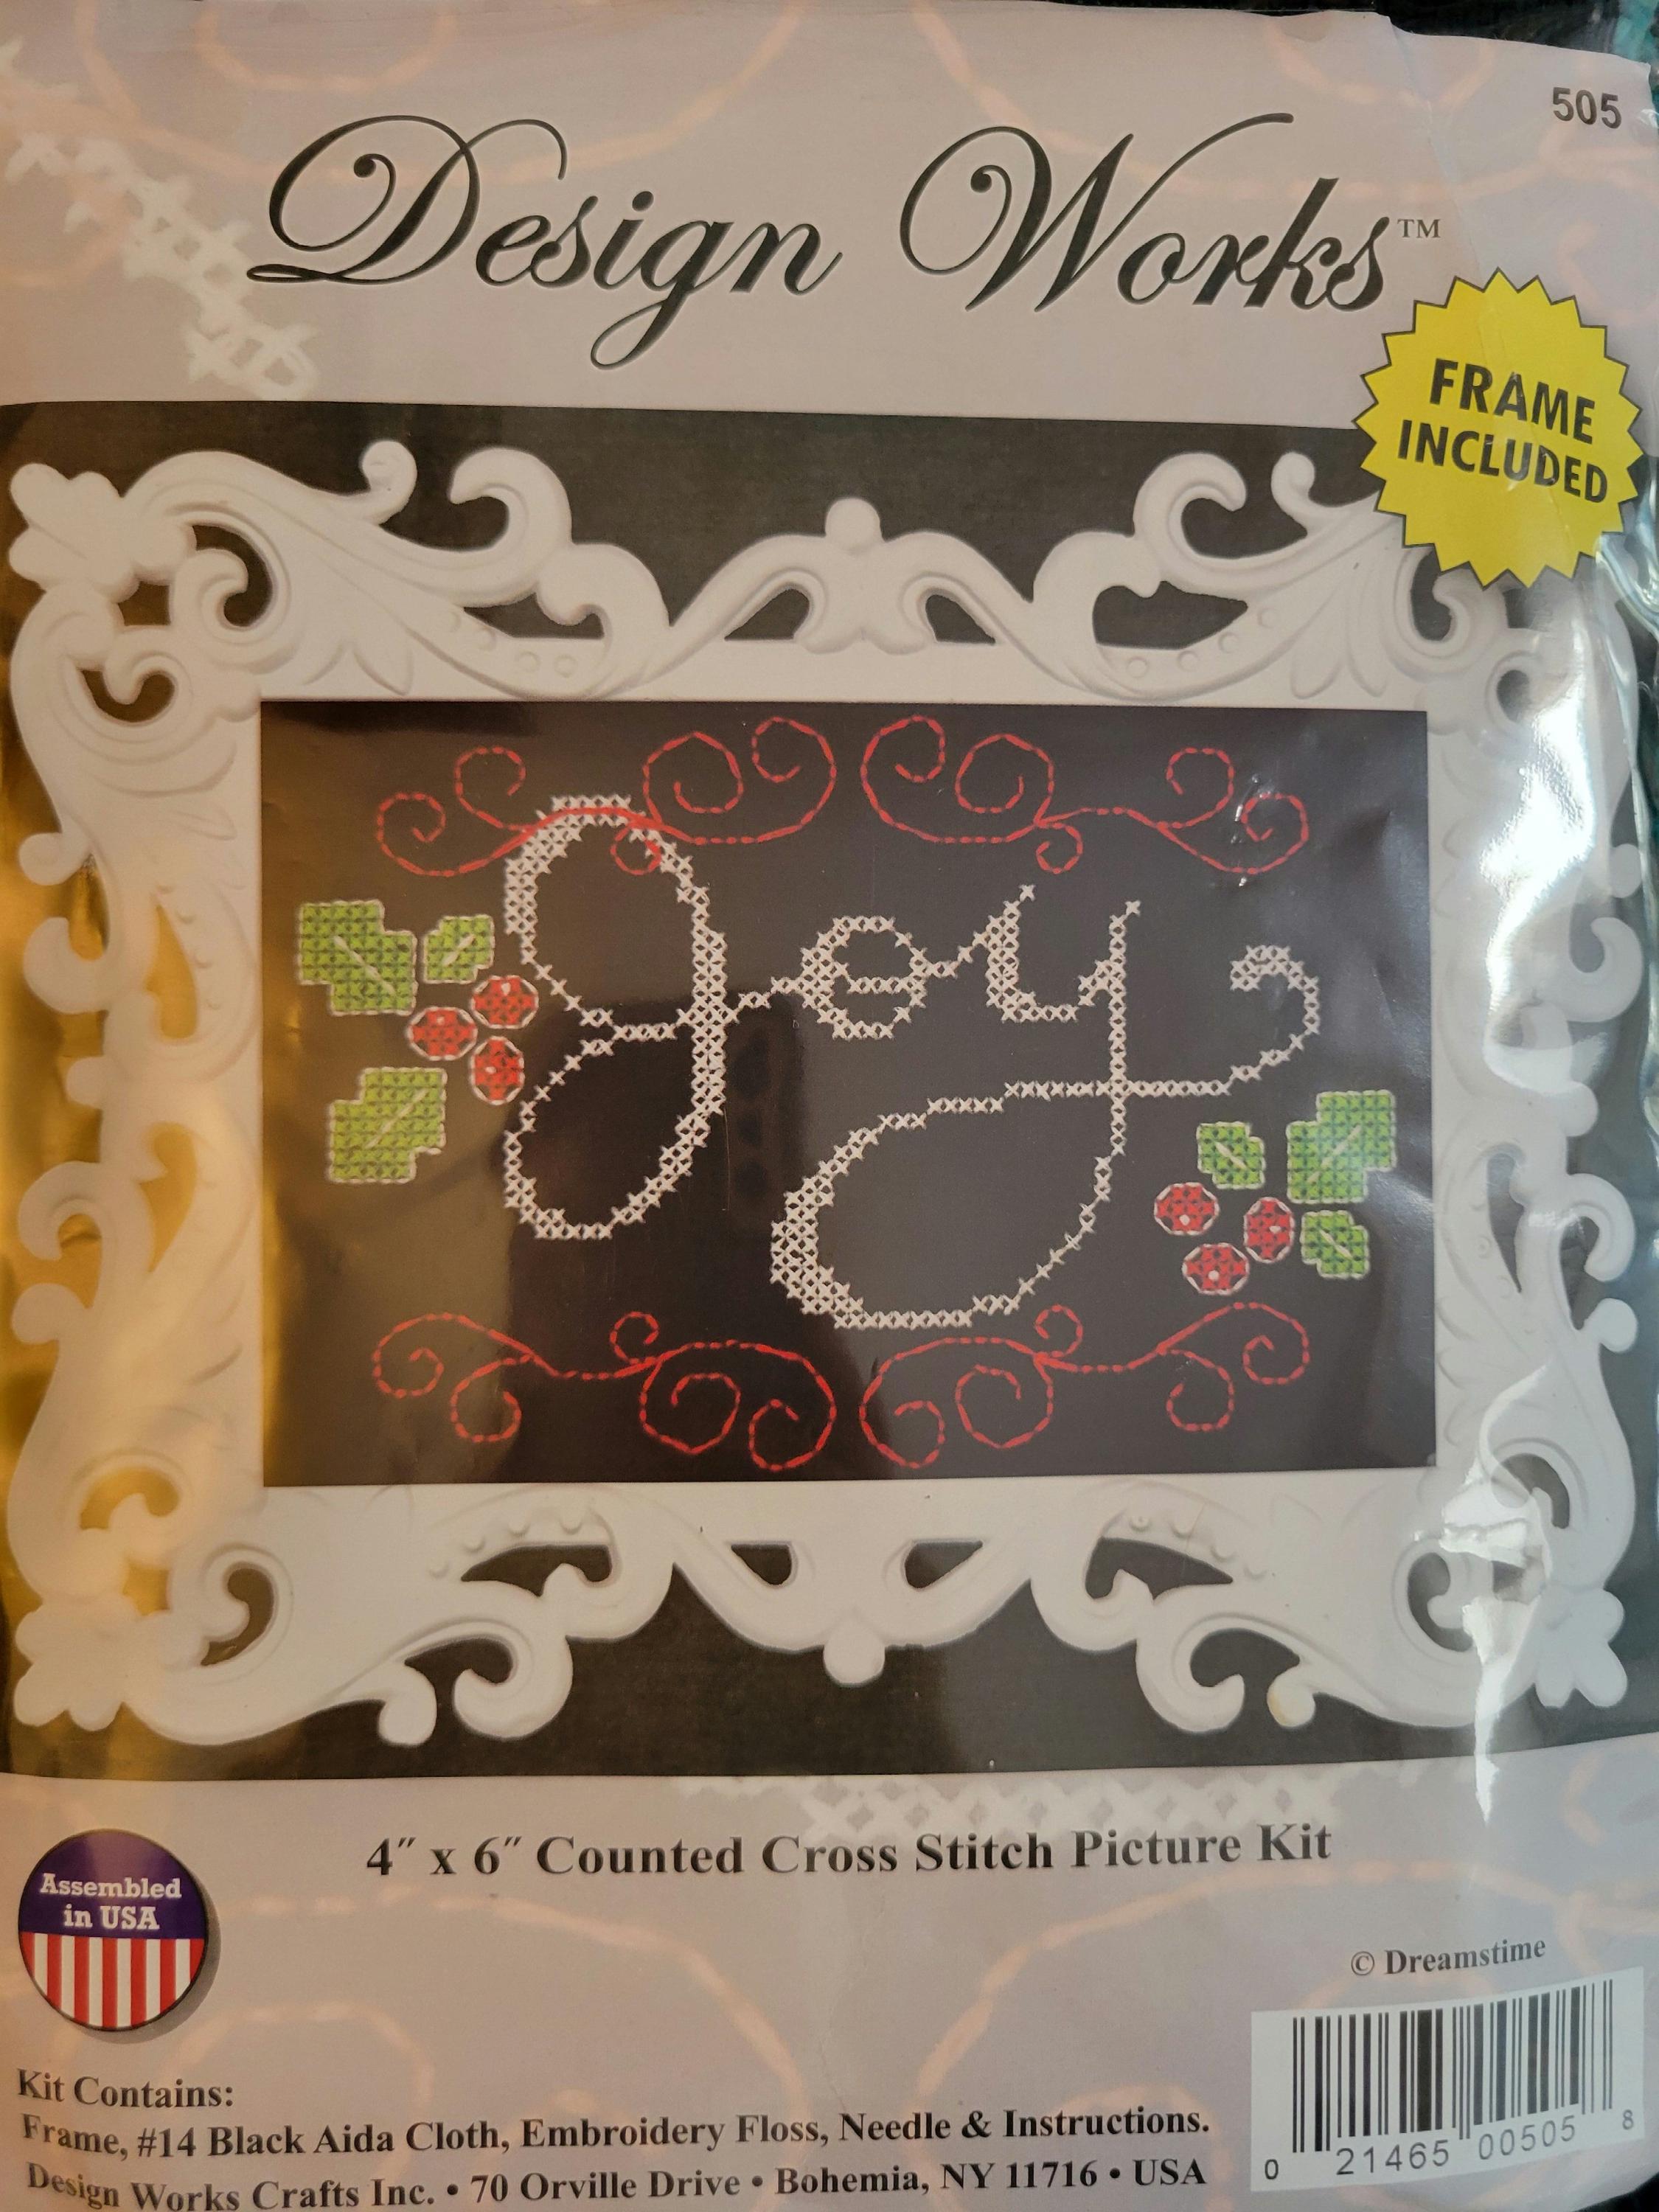 505
Design Works™
FRAME
INCLUDED
Joy
4″ x 6″ Counted Cross Stitch Picture Kit
Assembled
in USA
© Dreamstime
Kit Contains:
Frame, #14 Black Aida Cloth, Embroidery Floss, Needle & Instructions.
Design Works Crafts Inc. • 70 Orville Drive • Bohemia, NY 11716 • USA
0 21465 00505 8